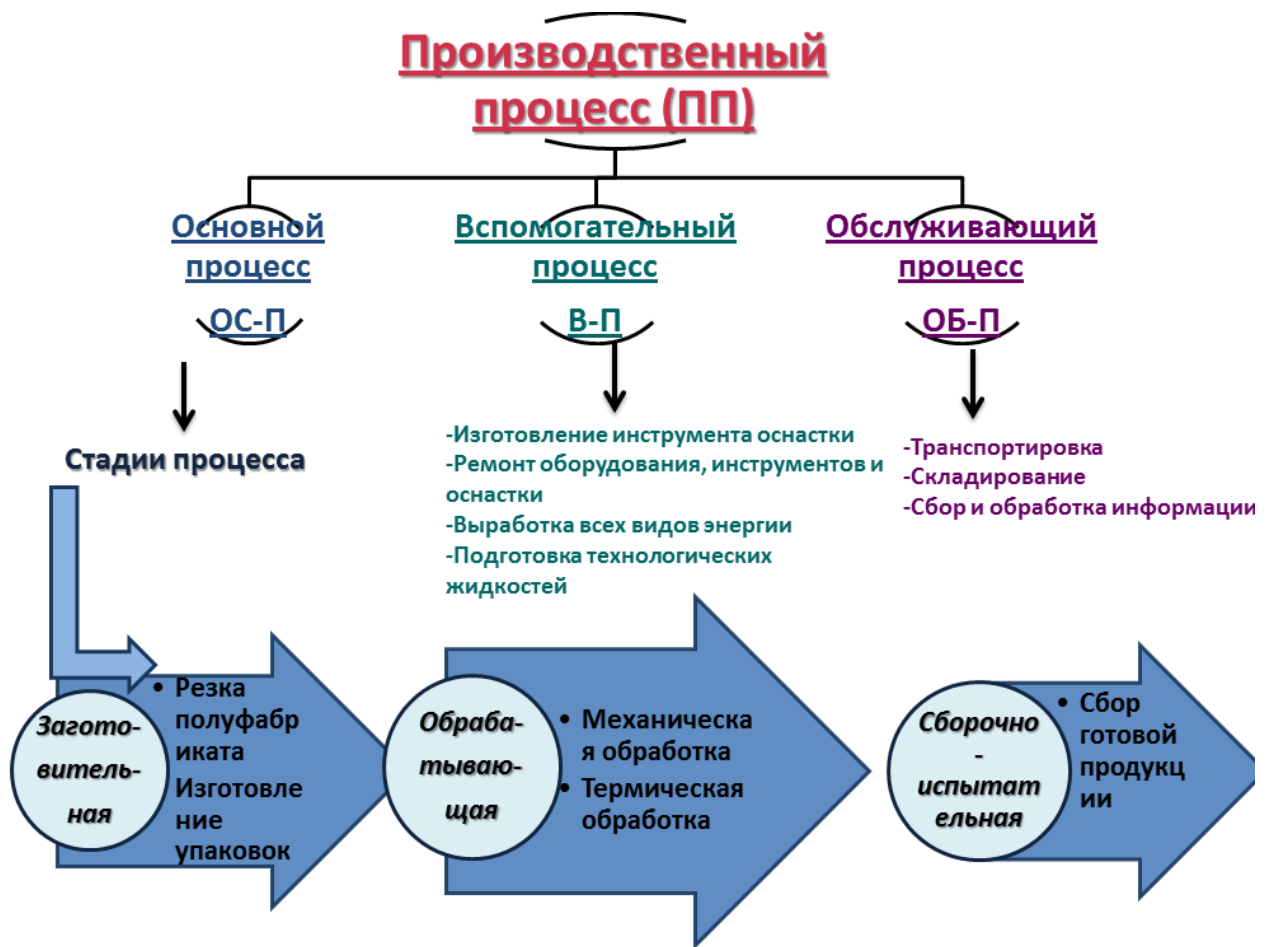 Производственный
процесс (ПП)
Основной
процесс
ОС-П
Вспомогательный
процесс
В-П
Обслуживающий
процесс
ОБ-П
Стадии процесса
-Изготовление инструмента оснастки
-Ремонт оборудования, инструментов и
оснастки
-Выработка всех видов энергии
-Подготовка технологических
жидкостей
-Транспортировка
-Складирование
-Сбор и обработка информации
Загото-
витель-
ная
• Резка
полуфабр
иката
Изготовле
ние
упаковок
Обраба-
тываю-
щая
• Механическа
я обработка
• Термическая
обработка
Сборочно
-
испытат
ельная
• Сбор
готовой
продукц
ии